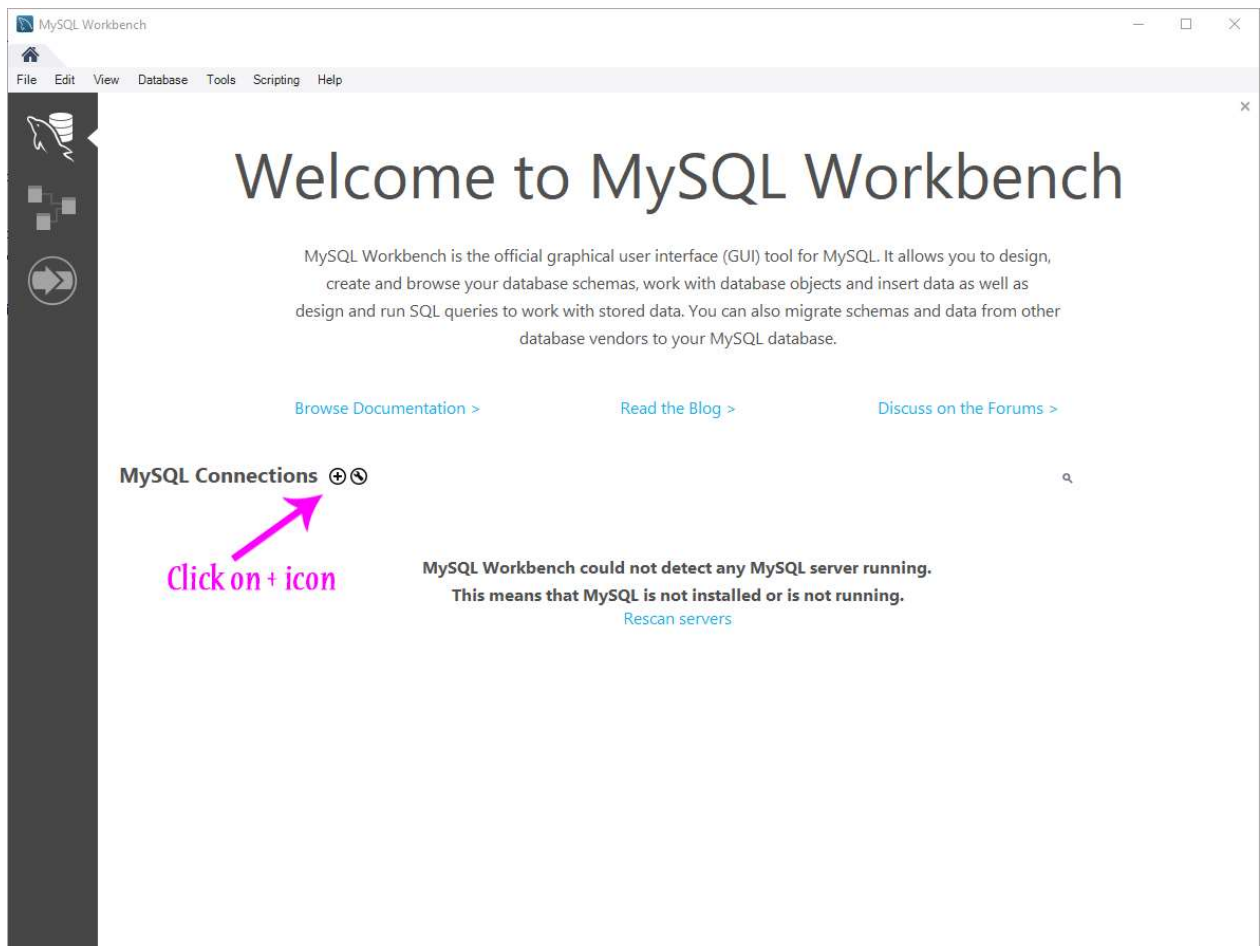 MySQL Workbench
File Edit View Database Tools Scripting Help
Welcome to MySQL Workbench
MySQL Workbench is the official graphical user interface (GUI) tool for MySQL. It allows you to design,
create and browse your database schemas, work with database objects and insert data as well as
design and run SQL queries to work with stored data. You can also migrate schemas and data from other
database vendors to your MySQL database.
Browse Documentation > Read the Blog > Discuss on the Forums >
MySQL Connections
Click on + icon
MySQL Workbench could not detect any MySQL server running.
This means that MySQL is not installed or is not running.
Rescan servers